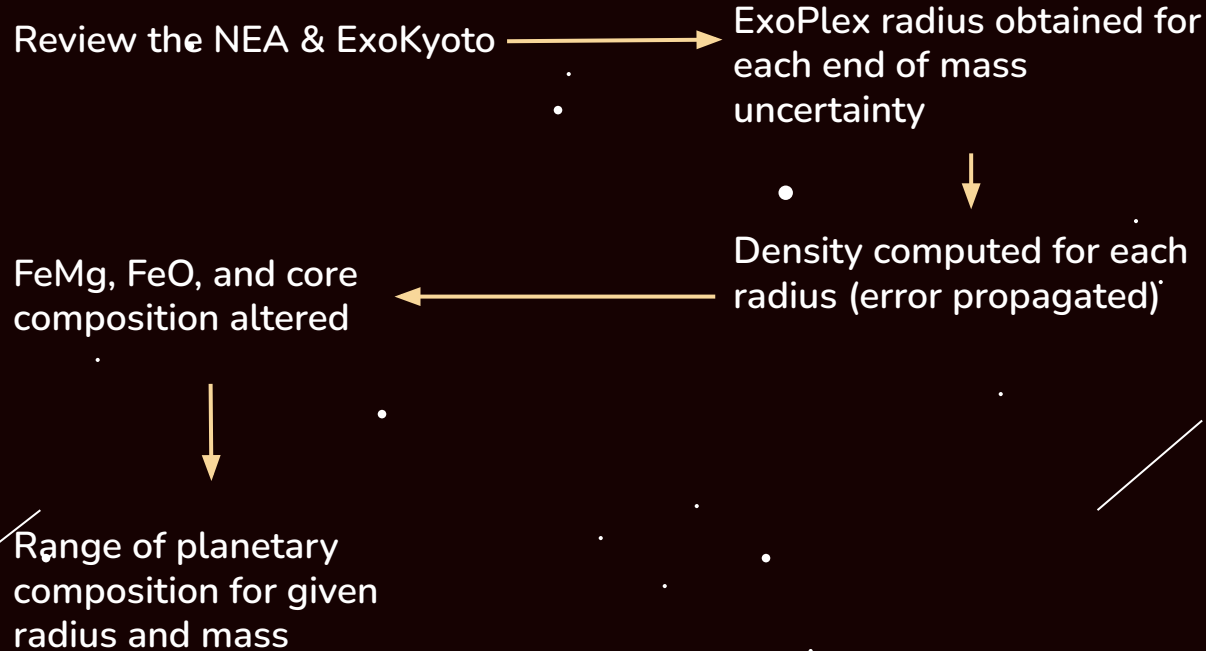 Review the NEA & ExoKyoto
ExoPlex radius obtained for
each end of mass
uncertainty
Density computed for each
radius (error propagated)
FeMg, FeO, and core
composition altered
Range of planetary
composition for given
radius and mass